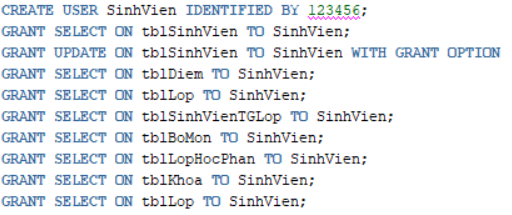 CREATE USER SinhVien IDENTIFIED BY 123456;
GRANT SELECT ON tblSinhVien TO SinhVien;
GRANT UPDATE ON tblSinhVien TO SinhVien WITH GRANT OPTION
GRANT SELECT ON tblDiem TO SinhVien;
GRANT SELECT ON tblLop TO SinhVien;
GRANT SELECT ON tblSinhVienTGLop TO SinhVien;
GRANT SELECT ON tblBoMon TO SinhVien;
GRANT SELECT ON tblLopHocPhan TO SinhVien;
GRANT SELECT ON tblKhoa TO SinhVien;
GRANT SELECT ON tblLop TO SinhVien;